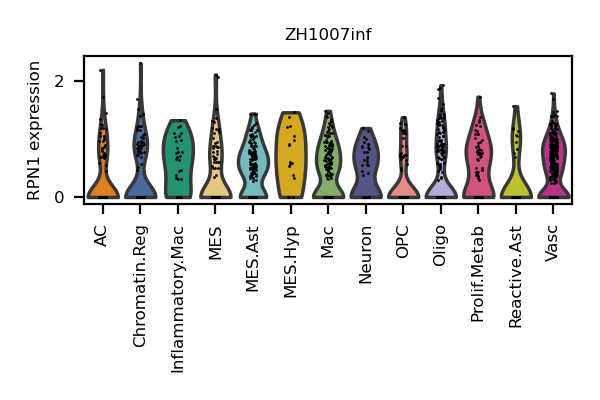 ZH1007inf
RPN1 expression
2
0
AC
Chromatin.Reg
Inflammatory.Mac
MES
MES.Ast
MES.Hyp
Mac
Neuron
OPC
Oligo
Prolif.Metab
Reactive.Ast
Vasc